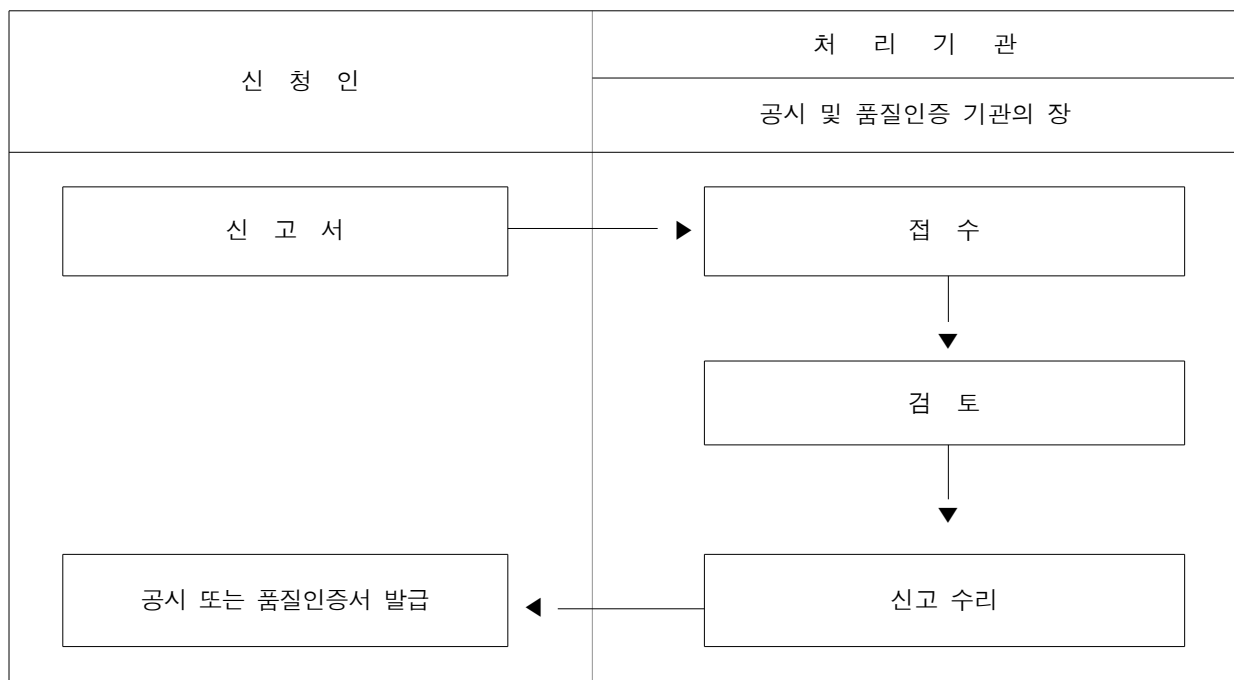 신 청 인
처 리 기 관
공시 및 품질인증 기관의 장
신 고 서
접 수
검 토
공시 또는 품질인증서 발급
신고 수리